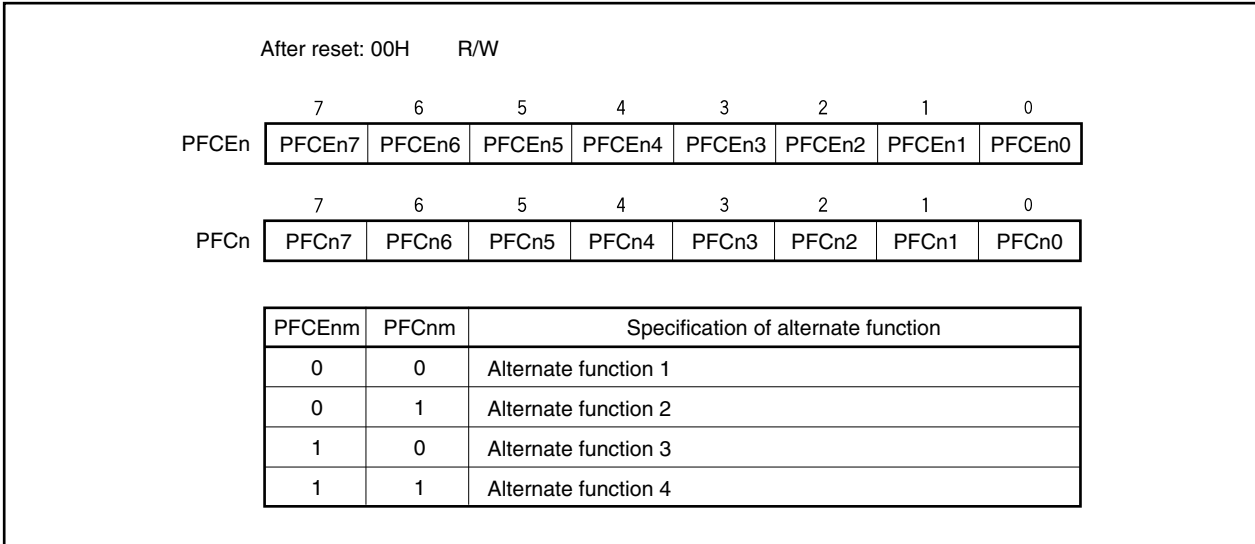 After reset: 00H R/W
7 6 5 4 3 2 1 0
PFCEn PFCEn7 PFCEn6 PFCEn5 PFCEn4 PFCEn3 PFCEn2 PFCEn1 PFCEn0
7 6 5 4 3 2 1 0
PFCn PFCn7 PFCn6 PFCn5 PFCn4 PFCn3 PFCn2 PFCn1 PFCn0
PFCEnm PFCnm Specification of alternate function
0 0 Alternate function 1
0 1 Alternate function 2
1 0 Alternate function 3
1 1 Alternate function 4